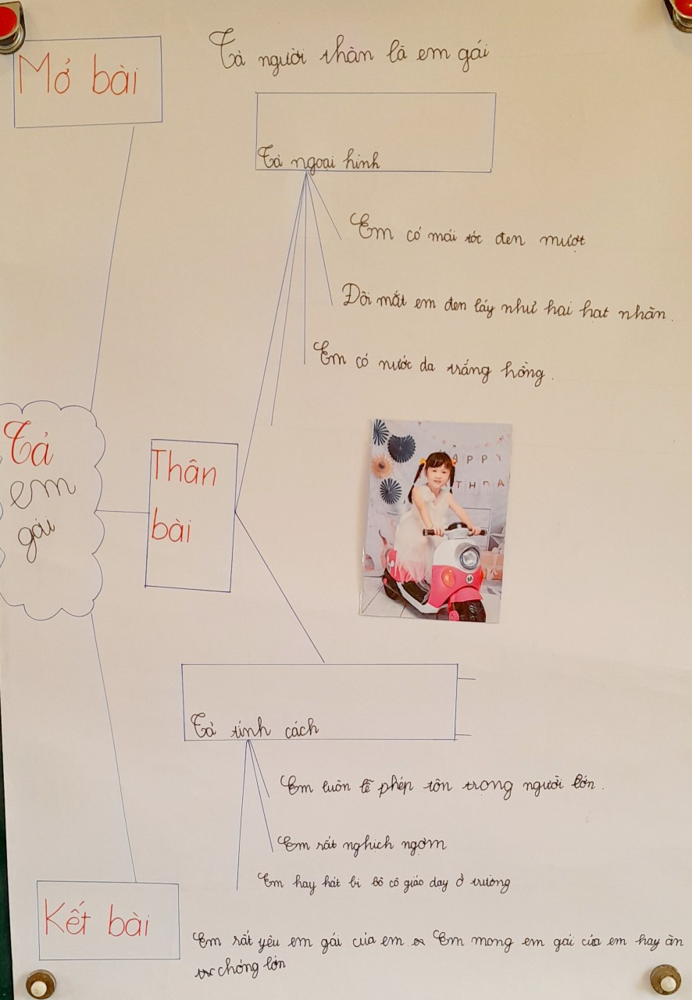 Mở bài
Tả người thân là em gái
Tả ngoại hình
Em có mái tóc đen mượt
Đôi mắt em đen láy như hai hạt nhãn.
Em có nước da trắng hồng.
Tả
em
gái
Thân
bài
APPY
THDA
M
Tả tính cách
Em luôn lễ phép tôn trọng người lớn.
Em rất nghich ngợm
Em hay hát bi bô cô giáo day ở trường
Kết bài
Em rất yêu em gái của em Em mong em gái của em hay ăn
chóng lớn